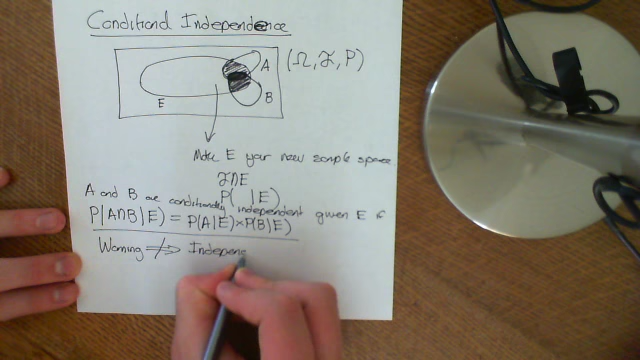 Conditional Independence
A
(Ω, ℱ, P)
E
B
Make E your new sample space
ℱ∩E
P( |E)
A and B are conditionally independent given E if
P(A∩B|E) = P(A|E)×P(B|E)
Warning ⇏ Independ